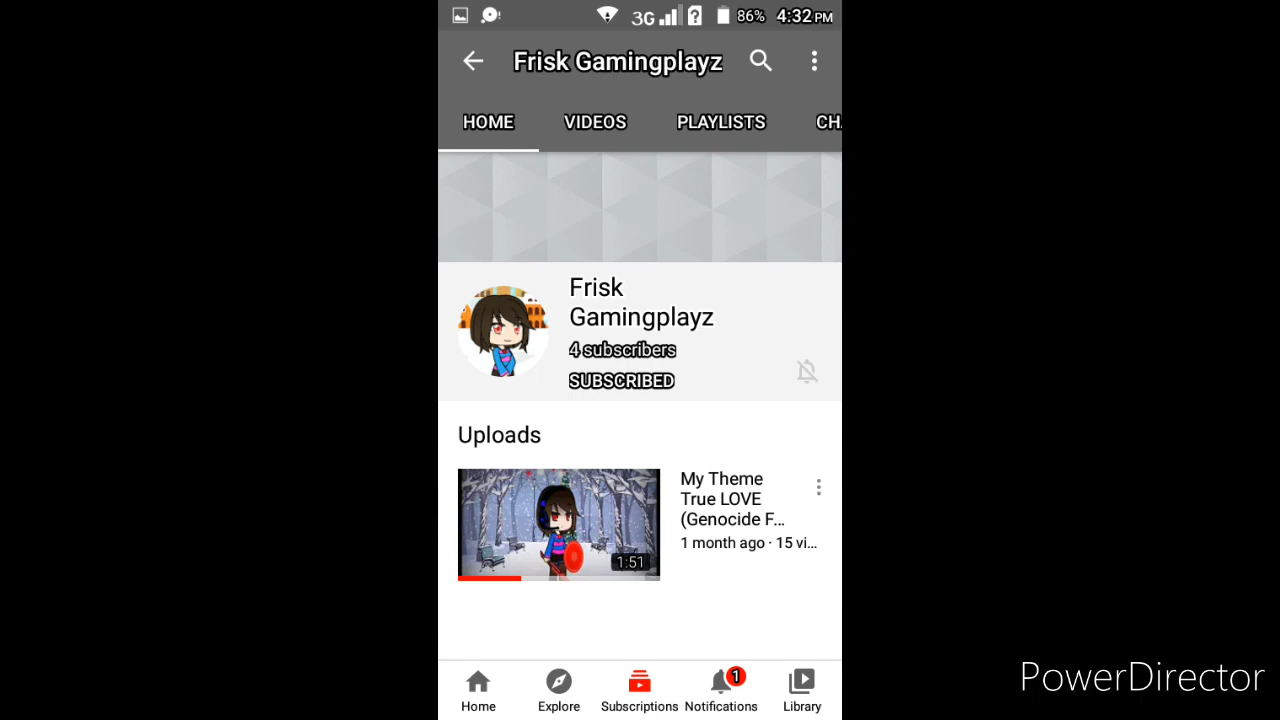 3G 86% 4:32 PM
Frisk Gamingplayz
HOME VIDEOS PLAYLISTS CH
Frisk
Gamingplayz
4 subscribers
SUBSCRIBED
Uploads
My Theme
True LOVE
(Genocide F...
1 month ago · 15 vi...
1:51
1
Home Explore Subscriptions Notifications Library
PowerDirector